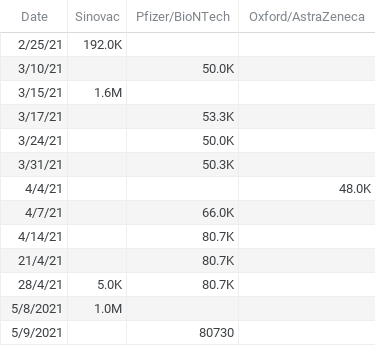 Date Sinovac Pfizer/BioNTech Oxford/AstraZeneca
2/25/21 192.0K
3/10/21 50.0K
3/15/21 1.6M
3/17/21 53.3K
3/24/21 50.0K
3/31/21 50.3K
4/4/21 48.0K
4/7/21 66.0K
4/14/21 80.7K
21/4/21 80.7K
28/4/21 5.0K 80.7K
5/8/2021 1.0M
5/9/2021 80730